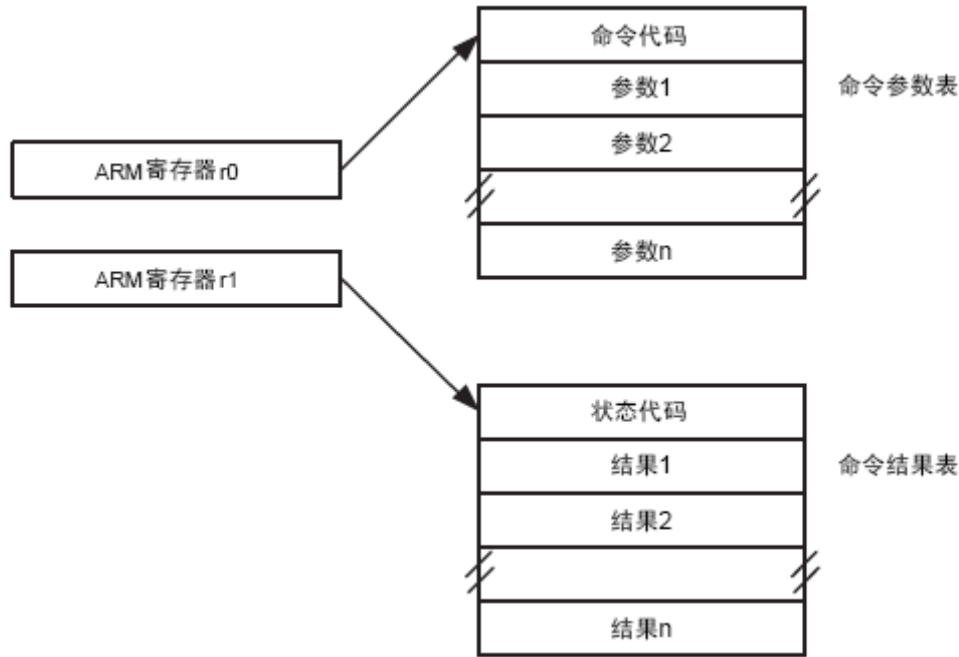 命令代码
参数1
命令参数表
参数2
ARM寄存器r0
参数n
ARM寄存器r1
状态代码
结果1
命令结果表
结果2
结果n